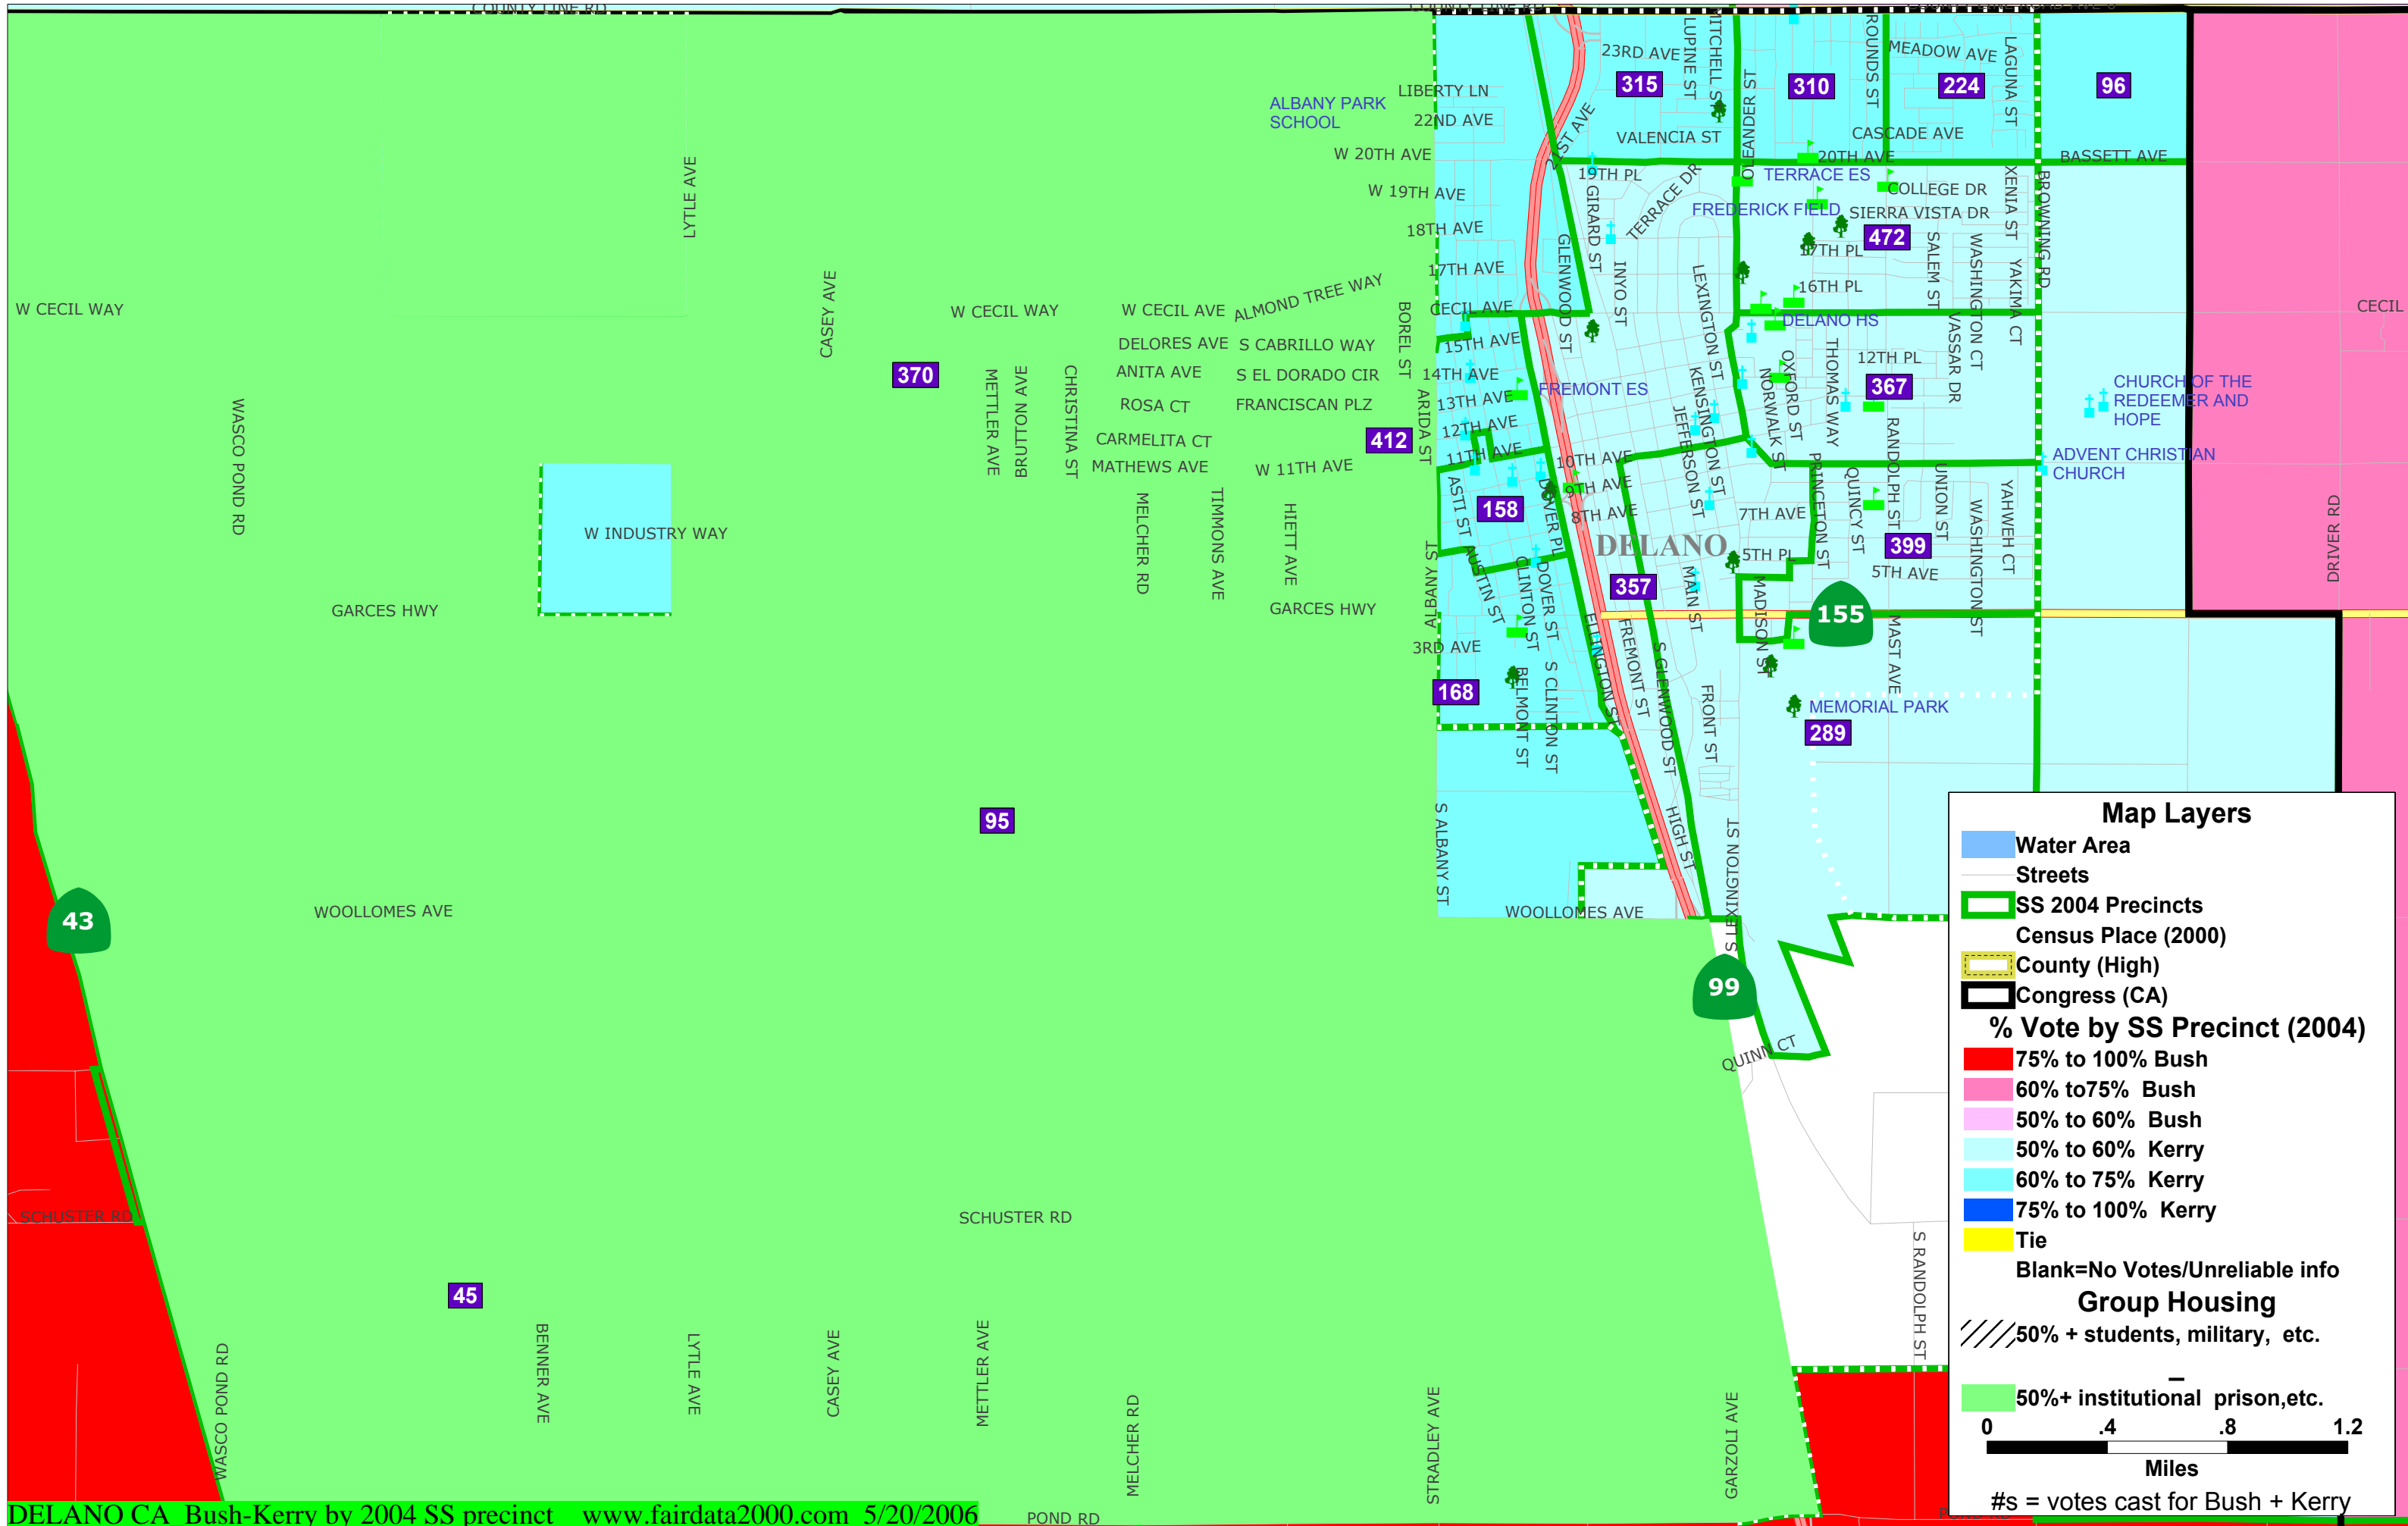 COUNTY LINE RD
COUNTY LINE RD
23RD AVE
LUPINE ST
MITCHELL ST
ROUNDS ST
MEADOW AVE
LAGUNA ST
315
310
224
96
LIBERTY LN
ALBANY PARK
SCHOOL
22ND AVE
21ST AVE
VALENCIA ST
OLEANDER ST
CASCADE AVE
W 20TH AVE
20TH AVE
BASSETT AVE
LYTLE AVE
19TH PL
TERRACE DR
TERRACE ES
COLLEGE DR
XENIA ST
BROWNING RD
W 19TH AVE
GIRARD ST
FREDERICK FIELD
SIERRA VISTA DR
18TH AVE
472
17TH PL
SALEM ST
WASHINGTON CT
YAKIMA CT
GLENWOOD ST
INYO ST
LEXINGTON ST
17TH AVE
16TH PL
CASEY AVE
ALMOND TREE WAY
W CECIL WAY
W CECIL WAY
W CECIL AVE
BOREL ST
CECIL AVE
CECIL
DELANO HS
VASSAR DR
DELORES AVE
S CABRILLO WAY
15TH AVE
OXFORD ST
THOMAS WAY
12TH PL
370
METTLER AVE
BRUTTON AVE
CHRISTINA ST
ANITA AVE
S EL DORADO CIR
14TH AVE
FREMONT ES
KENSINGTON ST
NORWALK ST
367
CHURCH OF THE
REDEEMER AND
HOPE
WASCO POND RD
ROSA CT
FRANCISCAN PLZ
ARIDA ST
13TH AVE
JEFFERSON ST
LEXINGTON ST
RANDOLPH ST
CARMELITA CT
412
12TH AVE
MATHEWS AVE
W 11TH AVE
11TH AVE
10TH AVE
PRINCETON ST
QUINCY ST
UNION ST
ADVENT CHRISTIAN
CHURCH
MELCHER RD
TIMMONS AVE
HIETT AVE
ASTI ST
158
DOVER PL
9TH AVE
8TH AVE
7TH AVE
WASHINGTON ST
YAHWEH CT
DRIVER RD
W INDUSTRY WAY
DELANO
5TH PL
399
ALBANY ST
AUSTIN ST
CLINTON ST
DOVER ST
357
MAIN ST
MADISON ST
5TH AVE
GARCES HWY
GARCES HWY
155
3RD AVE
ELLINGTON ST
FREMONT ST
S GLENWOOD ST
MAST AVE
168
BELMONT ST
S CLINTON ST
FRONT ST
MEMORIAL PARK
289
95
S ALBANY ST
HIGH ST
S LEXINGTON ST
43
WOOLLOMES AVE
WOOLLOMES AVE
99
QUINN CT
SCHUSTER RD
SCHUSTER RD
S RANDOLPH ST
45
WASCO POND RD
BENNER AVE
LYTLE AVE
CASEY AVE
METTLER AVE
MELCHER RD
STRADLEY AVE
GARZOLI AVE
POND RD
POND RD
Map Layers
Water Area
Streets
SS 2004 Precincts
Census Place (2000)
County (High)
Congress (CA)
% Vote by SS Precinct (2004)
75% to 100% Bush
60% to75% Bush
50% to 60% Bush
50% to 60% Kerry
60% to 75% Kerry
75% to 100% Kerry
Tie
Blank=No Votes/Unreliable info
Group Housing
50% + students, military, etc.
_
50%+ institutional prison,etc.
0 .4 .8 1.2
Miles
#s = votes cast for Bush + Kerry
DELANO CA Bush-Kerry by 2004 SS precinct www.fairdata2000.com 5/20/2006